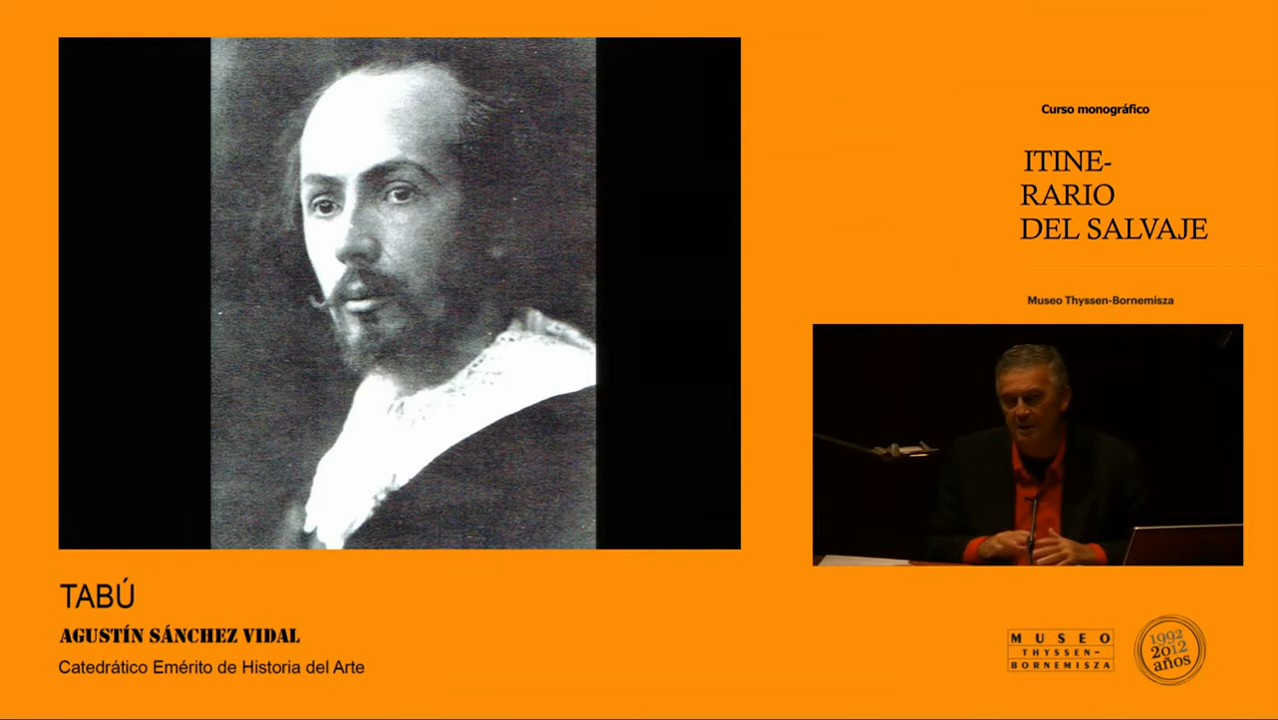 Curso monográfico
ITINE-
RARIO
DEL SALVAJE
Museo Thyssen-Bornemisza
TABÚ
AGUSTÍN SÁNCHEZ VIDAL
Catedrático Emérito de Historia del Arte
MUSEO
THYSSEN-
BORNEMISZA
1992
2012
años